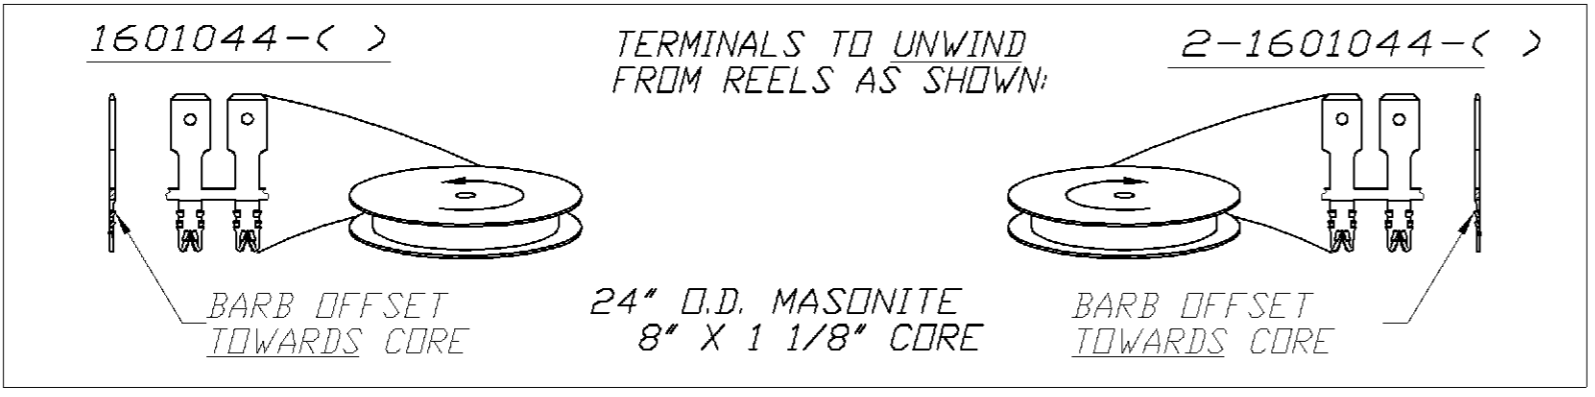 1601044-( )
TERMINALS TO UNWIND
FROM REELS AS SHOWN:
2-1601044-( )
BARB OFFSET
TOWARDS CORE
24" O.D. MASONITE
8" X 1 1/8" CORE
BARB OFFSET
TOWARDS CORE